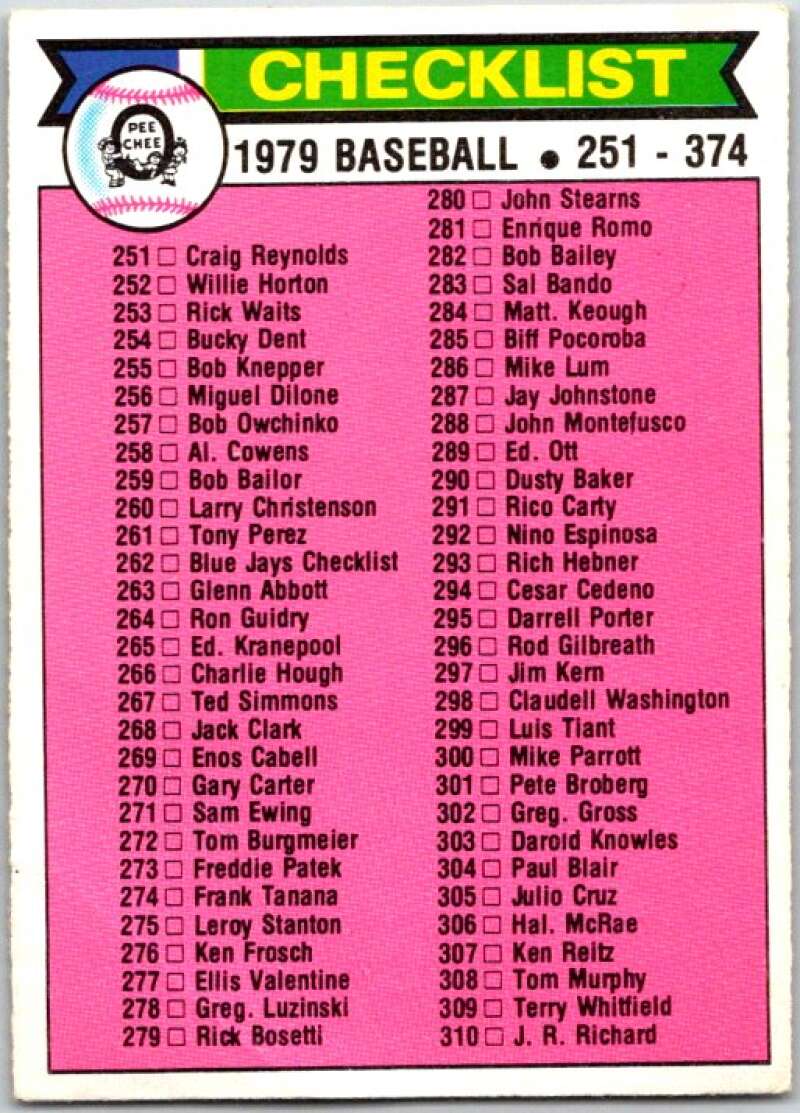 CHECKLIST
PEE
CHEE
1979 BASEBALL • 251 - 374
251 □ Craig Reynolds
252 □ Willie Horton
253 □ Rick Waits
254 □ Bucky Dent
255 □ Bob Knepper
256 □ Miguel Dilone
257 □ Bob Owchinko
258 □ Al. Cowens
259 □ Bob Bailor
260 □ Larry Christenson
261 □ Tony Perez
262 □ Blue Jays Checklist
263 □ Glenn Abbott
264 □ Ron Guidry
265 □ Ed. Kranepool
266 □ Charlie Hough
267 □ Ted Simmons
268 □ Jack Clark
269 □ Enos Cabell
270 □ Gary Carter
271 □ Sam Ewing
272 □ Tom Burgmeier
273 □ Freddie Patek
274 □ Frank Tanana
275 □ Leroy Stanton
276 □ Ken Frosch
277 □ Ellis Valentine
278 □ Greg. Luzinski
279 □ Rick Bosetti
280 □ John Stearns
281 □ Enrique Romo
282 □ Bob Bailey
283 □ Sal Bando
284 □ Matt. Keough
285 □ Biff Pocoroba
286 □ Mike Lum
287 □ Jay Johnstone
288 □ John Montefusco
289 □ Ed. Ott
290 □ Dusty Baker
291 □ Rico Carty
292 □ Nino Espinosa
293 □ Rich Hebner
294 □ Cesar Cedeno
295 □ Darrell Porter
296 □ Rod Gilbreath
297 □ Jim Kern
298 □ Claudell Washington
299 □ Luis Tiant
300 □ Mike Parrott
301 □ Pete Broberg
302 □ Greg. Gross
303 □ Darold Knowles
304 □ Paul Blair
305 □ Julio Cruz
306 □ Hal. McRae
307 □ Ken Reitz
308 □ Tom Murphy
309 □ Terry Whitfield
310 □ J. R. Richard